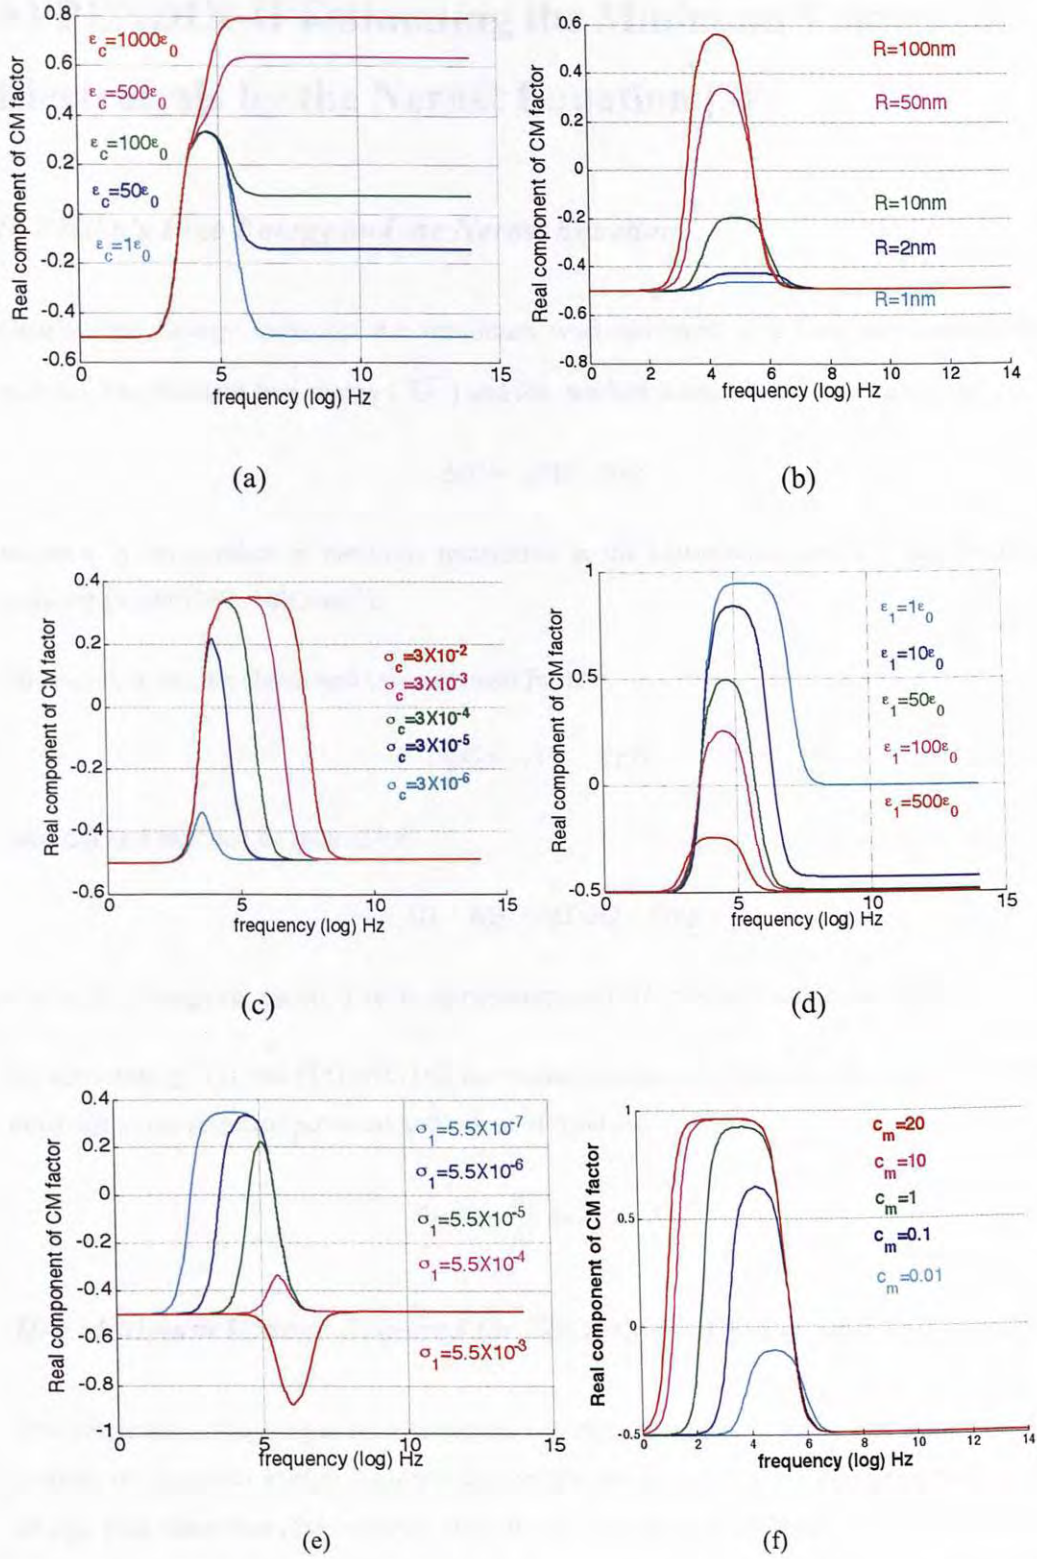 Real component of CM factor
0.8
0.6
0.4
0.2
0
-0.2
-0.4
-0.6
ε_c=1000ε_0
ε_c=500ε_0
ε_c=100ε_0
ε_c=50ε_0
ε_c=1ε_0
0 5 10 15
frequency (log) Hz
(a)
Real component of CM factor
0.6
0.4
0.2
0
-0.2
-0.4
-0.6
-0.8
R=100nm
R=50nm
R=10nm
R=2nm
R=1nm
0 2 4 6 8 10 12 14
frequency (log) Hz
(b)
Real component of CM factor
0.4
0.2
0
-0.2
-0.4
-0.6
σ_c=3X10^-2
σ_c=3X10^-3
σ_c=3X10^-4
σ_c=3X10^-5
σ_c=3X10^-6
0 5 10 15
frequency (log) Hz
(c)
Real component of CM factor
1
0.5
0
-0.5
ε_1=1ε_0
ε_1=10ε_0
ε_1=50ε_0
ε_1=100ε_0
ε_1=500ε_0
0 5 10 15
frequency (log) Hz
(d)
Real component of CM factor
0.4
0.2
0
-0.2
-0.4
-0.6
-0.8
-1
σ_1=5.5X10^-7
σ_1=5.5X10^-6
σ_1=5.5X10^-5
σ_1=5.5X10^-4
σ_1=5.5X10^-3
0 5 10 15
frequency (log) Hz
(e)
Real component of CM factor
1
0.5
0
-0.5
c_m=20
c_m=10
c_m=1
c_m=0.1
c_m=0.01
0 2 4 6 8 10 12 14
frequency (log) Hz
(f)